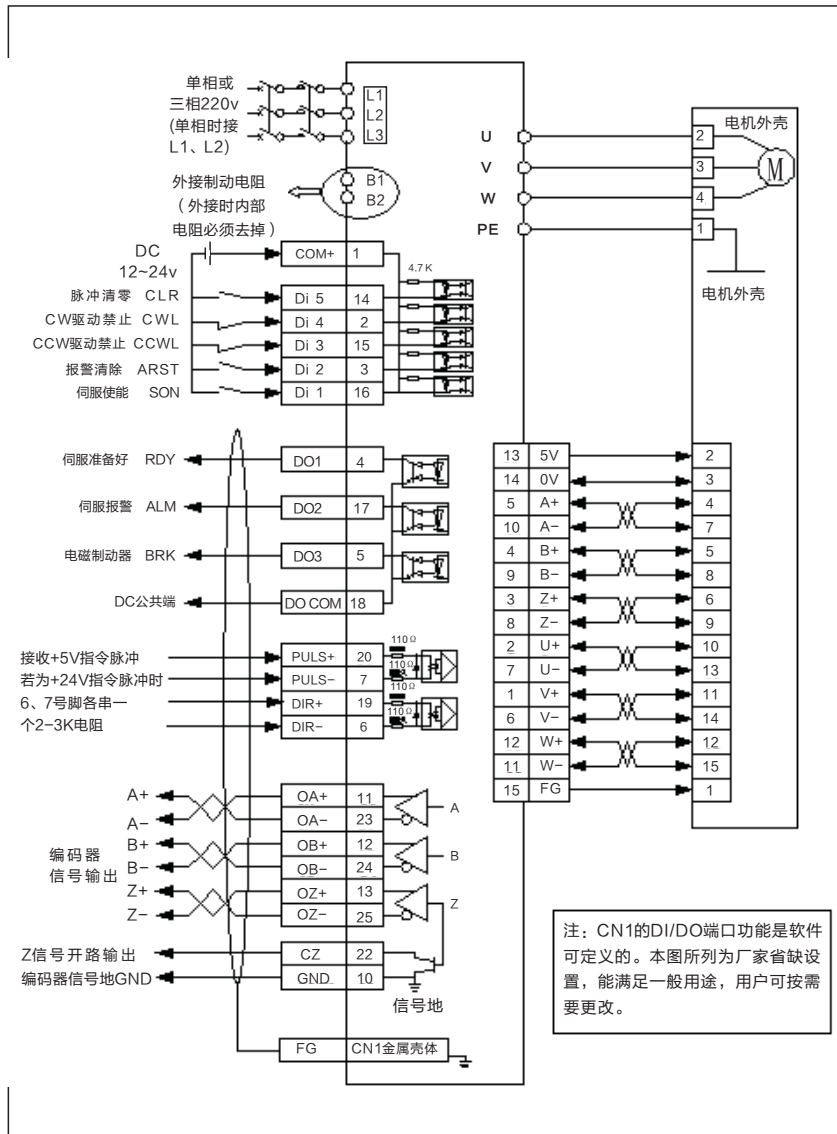 单相或
三相220v
(单相时接
L1、L2)
L1
L2
L3
外接制动电阻
（外接时内部
电阻必须去掉）
B1
B2
U
V
W
PE
2
3
4
1
电机外壳
M
电机外壳
DC
12~24v
COM+ 1
4.7 K
脉冲清零 CLR Di 5 14
CW驱动禁止 CWL Di 4 2
CCW驱动禁止 CCWL Di 3 15
报警清除 ARST Di 2 3
伺服使能 SON Di 1 16
伺服准备好 RDY DO1 4
伺服报警 ALM DO2 17
电磁制动器 BRK DO3 5
DC公共端 DO COM 18
接收+5V指令脉冲
若为+24V指令脉冲时
6、7号脚各串一
个2-3K电阻
PULS+ 20
PULS- 7
DIR+ 19
DIR- 6
110Ω
110Ω
110Ω
110Ω
13 5V 2
14 0V 3
5 A+ 4
10 A- 7
4 B+ 5
9 B- 8
3 Z+ 6
8 Z- 9
2 U+ 10
7 U- 13
1 V+ 11
6 V- 14
12 W+ 12
11 W- 15
15 FG 1
A+ OA+ 11
A- OA- 23
A
B+ OB+ 12
B- OB- 24
B
Z+ OZ+ 13
Z- OZ- 25
Z
编码器
信号输出
Z信号开路输出 CZ 22
编码器信号地GND GND 10
信号地
FG CN1金属壳体
注：CN1的DI/DO端口功能是软件
可定义的。本图所列为厂家省缺设
置，能满足一般用途，用户可按需
要更改。